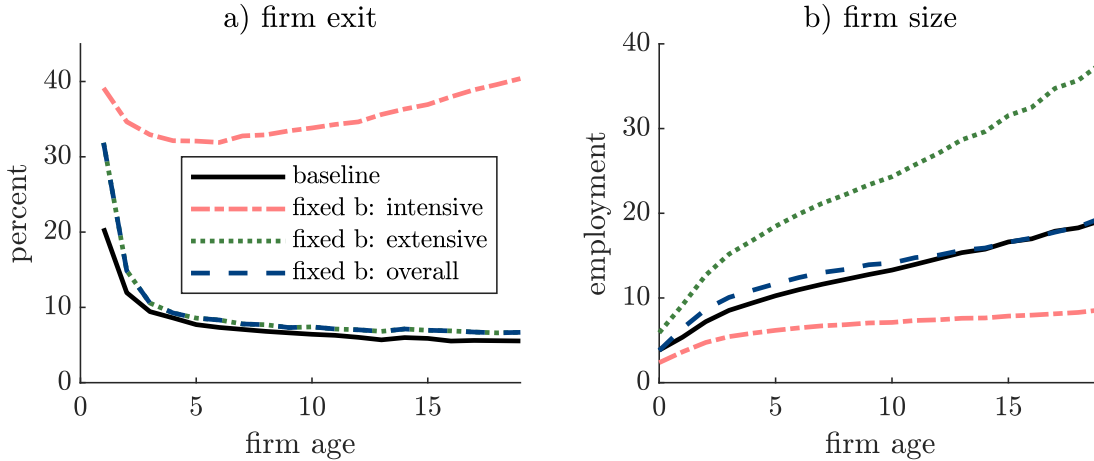 a) firm exit
percent
40
30
20
10
0
0
5
10
15
firm age
baseline
fixed b: intensive
fixed b: extensive
fixed b: overall
b) firm size
employment
40
30
20
10
0
0
5
10
15
firm age